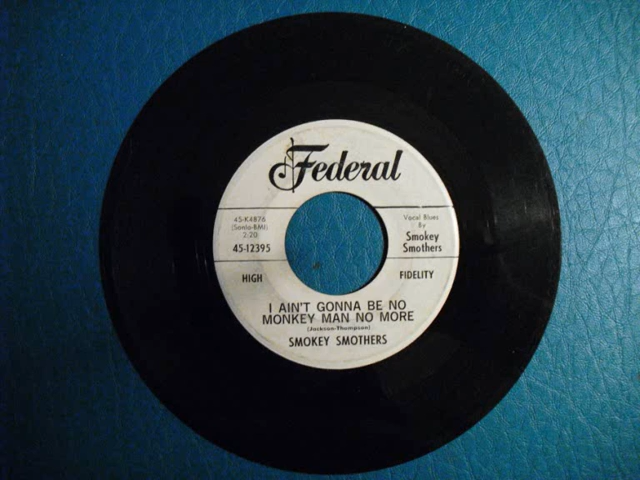 Federal
45-K4876
(Sonlo-BMI)
2:20
45-12395
Vocal Blues
By
Smokey
Smothers
HIGH
FIDELITY
I AIN'T GONNA BE NO
MONKEY MAN NO MORE
(Jackson-Thompson)
SMOKEY SMOTHERS